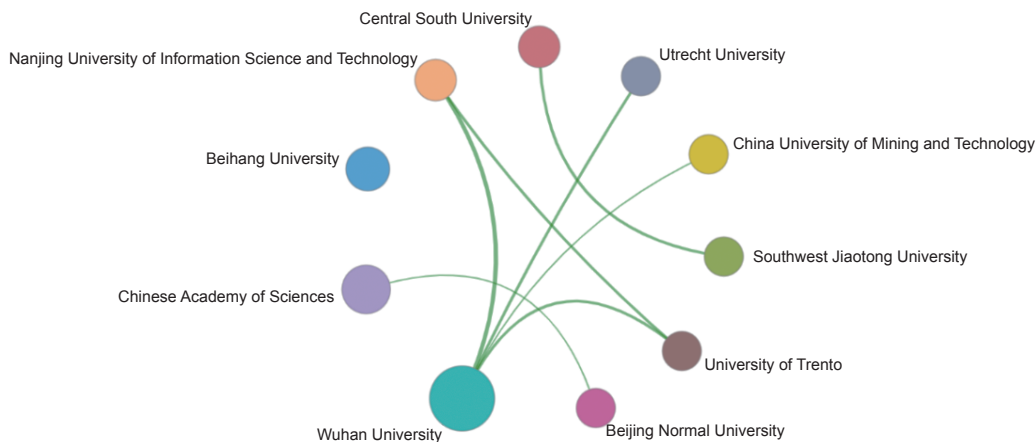 Central South University
Utrecht University
Nanjing University of Information Science and Technology
China University of Mining and Technology
Beihang University
Southwest Jiaotong University
Chinese Academy of Sciences
University of Trento
Beijing Normal University
Wuhan University